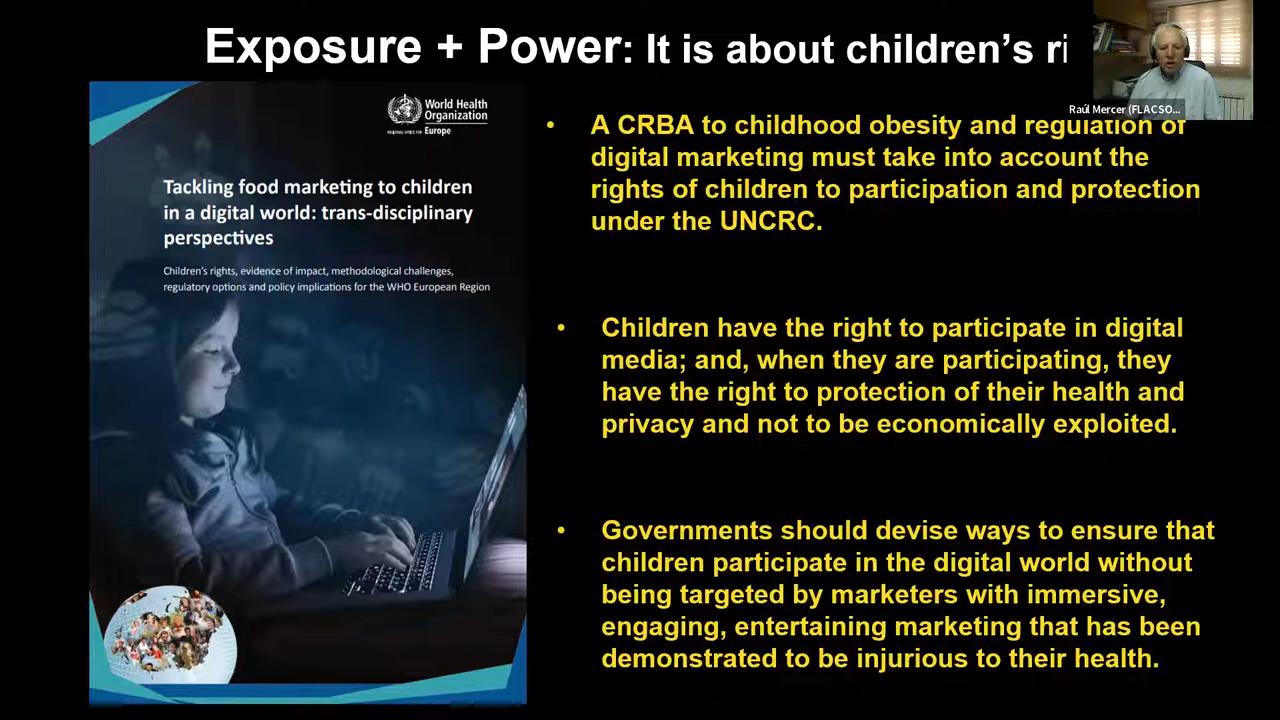 Exposure + Power: It is about children's ri
Raúl Mercer (FLACSO...
World Health
Organization
REGIONAL OFFICE FOR Europe
Tackling food marketing to children
in a digital world: trans-disciplinary
perspectives
Children's rights, evidence of impact, methodological challenges,
regulatory options and policy implications for the WHO European Region
• A CRBA to childhood obesity and regulation of
digital marketing must take into account the
rights of children to participation and protection
under the UNCRC.
• Children have the right to participate in digital
media; and, when they are participating, they
have the right to protection of their health and
privacy and not to be economically exploited.
• Governments should devise ways to ensure that
children participate in the digital world without
being targeted by marketers with immersive,
engaging, entertaining marketing that has been
demonstrated to be injurious to their health.